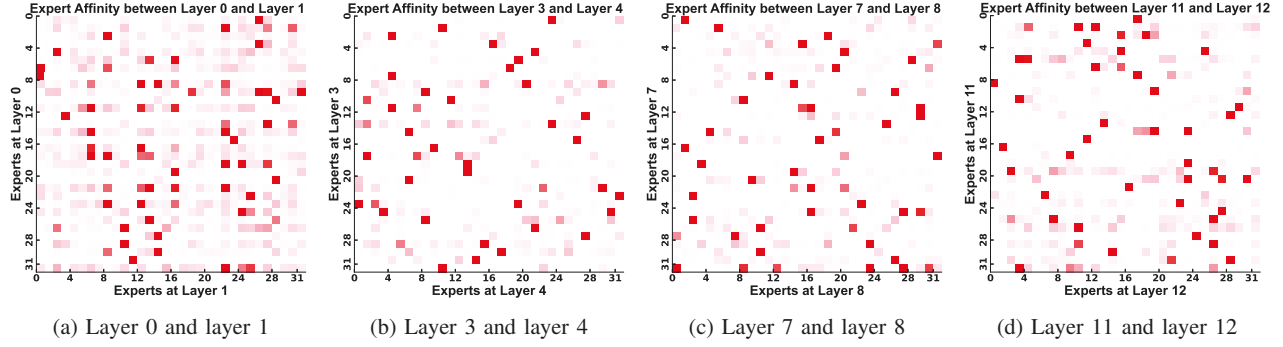 Expert Affinity between Layer 0 and Layer 1
Experts at Layer 0
0
4
8
12
16
20
24
28
31
0 4 8 12 16 20 24 28 31
Experts at Layer 1
(a) Layer 0 and layer 1
Expert Affinity between Layer 3 and Layer 4
Experts at Layer 3
0
4
8
12
16
20
24
28
31
0 4 8 12 16 20 24 28 31
Experts at Layer 4
(b) Layer 3 and layer 4
Expert Affinity between Layer 7 and Layer 8
Experts at Layer 7
0
4
8
12
16
20
24
28
31
0 4 8 12 16 20 24 28 31
Experts at Layer 8
(c) Layer 7 and layer 8
Expert Affinity between Layer 11 and Layer 12
Experts at Layer 11
0
4
8
12
16
20
24
28
31
0 4 8 12 16 20 24 28 31
Experts at Layer 12
(d) Layer 11 and layer 12